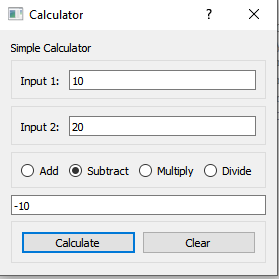 Calculator ?
Simple Calculator
Input 1: 10
Input 2: 20
Add Subtract Multiply Divide
-10
Calculate Clear